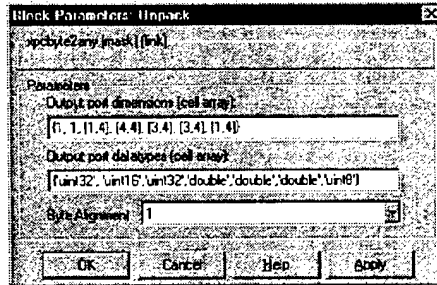 Block Parameters: Unpack
xpcbyte2any (mask) (link)
Parameters
Output port dimensions (cell array):
{1, 1, [1,4], [4,4], [3,4], [3,4], [1,4]}
Output port datatypes (cell array):
{'uint32', 'uint16','uint32','double','double','double','uint8'}
Byte Alignment 1
OK Cancel Help Apply